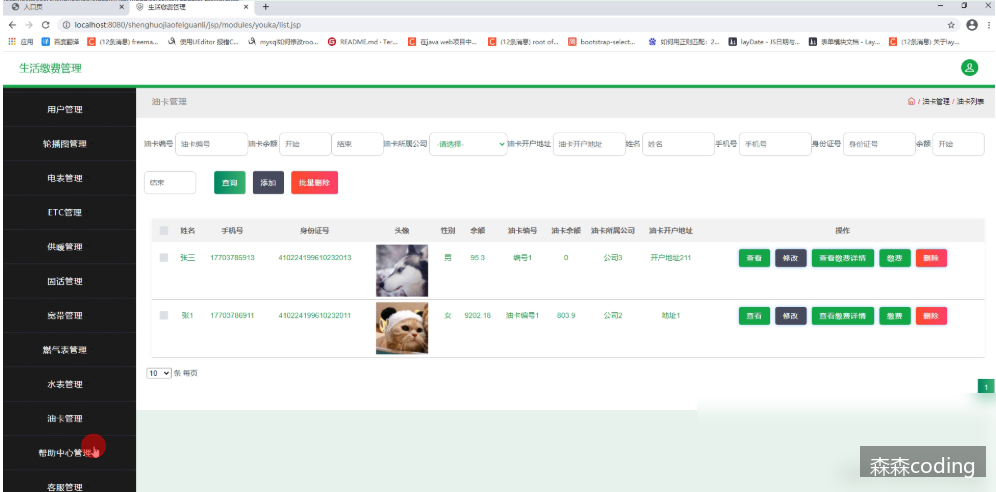 入口页 × 生活缴费管理 × +
localhost:8080/shenghuojiaofeiguanli/jsp/modules/youka/list.jsp
应用 百度翻译 (12条消息) freema... 使用UEditor 报错C... mysql如何修改roo... README.md · Ter... 在java web项目中... (12条消息) root of... bootstrap-select... 如何用正则匹配：2... layDate - JS日期与... 表单模块文档 - Lay... (12条消息) 关于lay...
生活缴费管理
用户管理
轮播图管理
电表管理
ETC管理
供暖管理
固话管理
宽带管理
燃气表管理
水表管理
油卡管理
帮助中心管理
客服管理
油卡管理 / 油卡管理 / 油卡列表
油卡编号 油卡编号 油卡余额 开始 结束 油卡所属公司 -请选择- 油卡开户地址 油卡开户地址 姓名 姓名 手机号 手机号 身份证号 身份证号 余额 开始
结束 查询 添加 批量删除
姓名 手机号 身份证号 头像 性别 余额 油卡编号 油卡余额 油卡所属公司 油卡开户地址 操作
张三 17703786913 410224199610232013 男 95.3 编号1 0 公司3 开户地址211 查看 修改 查看缴费详情 缴费 删除
张1 17703786911 410224199610232011 女 9202.18 油卡编号1 803.9 公司2 地址1 查看 修改 查看缴费详情 缴费 删除
10 条 每页
1
森森coding